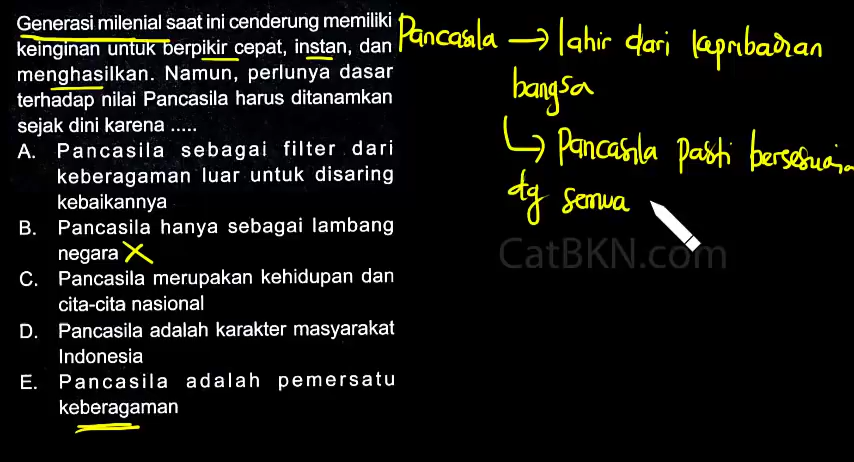 Generasi milenial saat ini cenderung memiliki
keinginan untuk berpikir cepat, instan, dan
menghasilkan. Namun, perlunya dasar
terhadap nilai Pancasila harus ditanamkan
sejak dini karena .....
A. Pancasila sebagai filter dari
keberagaman luar untuk disaring
kebaikannya
B. Pancasila hanya sebagai lambang
negara
C. Pancasila merupakan kehidupan dan
cita-cita nasional
D. Pancasila adalah karakter masyarakat
Indonesia
E. Pancasila adalah pemersatu
keberagaman
Pancasila → lahir dari kepribadian
bangsa
↳ Pancasila pasti bersesuaia
dg semua
CatBKN.com